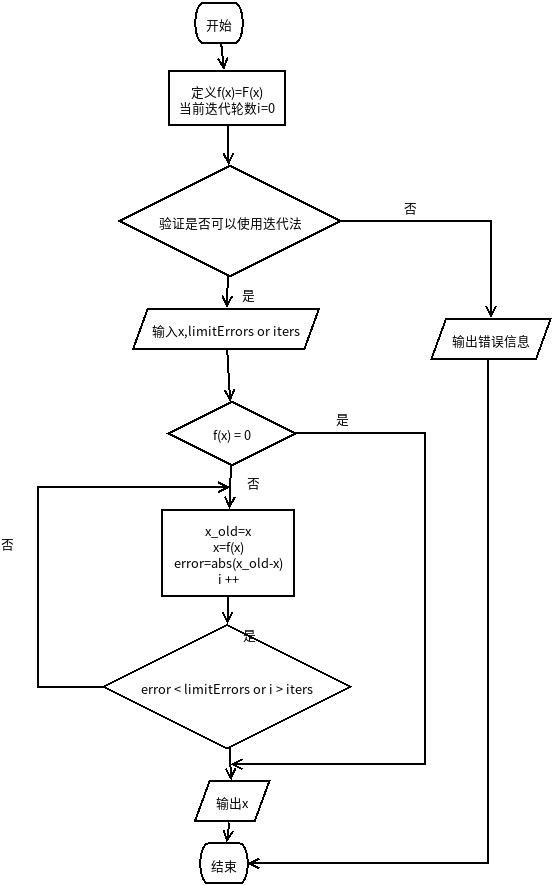 开始
定义f(x)=F(x)
当前迭代轮数i=0
验证是否可以使用迭代法
否
是
输入x,limitErrors or iters
输出错误信息
f(x) = 0
是
否
否
x_old=x
x=f(x)
error=abs(x_old-x)
i ++
是
error < limitErrors or i > iters
输出x
结束